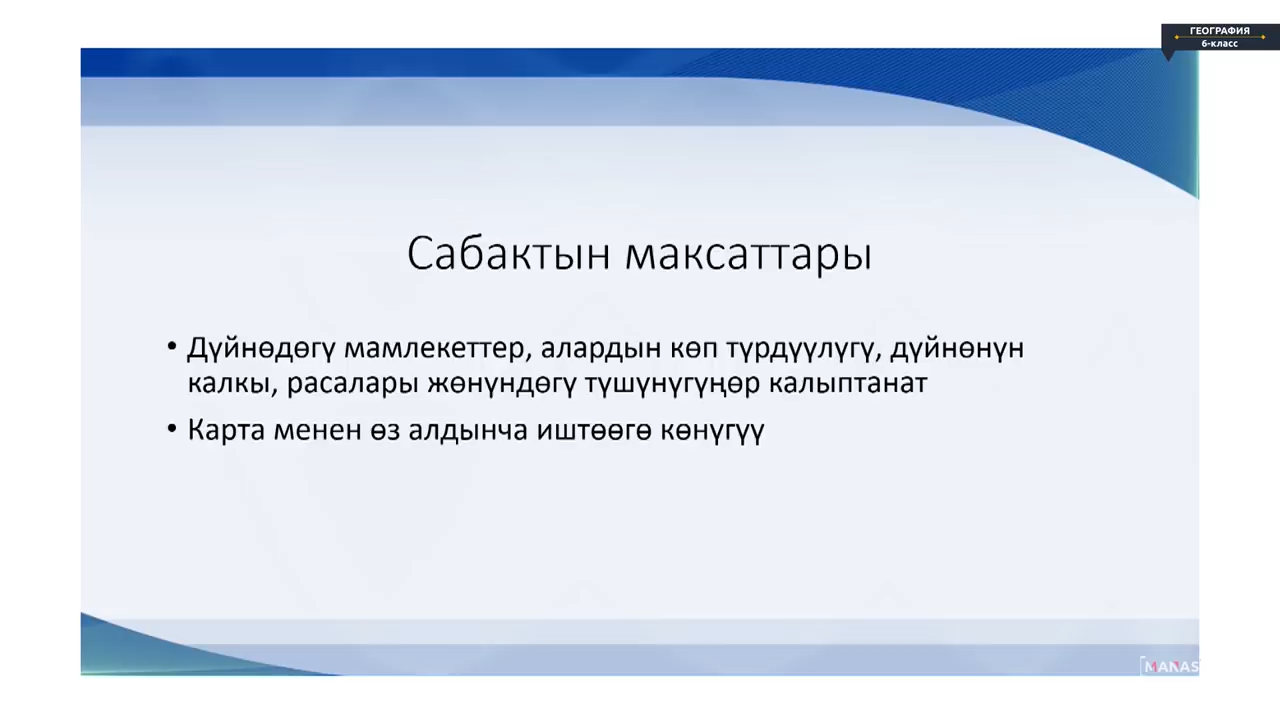 ГЕОГРАФИЯ
6-класс
Сабактын максаттары
• Дүйнөдөгү мамлекеттер, алардын көп түрдүүлүгү, дүйнөнүн
калкы, расалары жөнүндөгү түшүнүгүңөр калыптанат
• Карта менен өз алдынча иштөөгө көнүгүү
MANAS